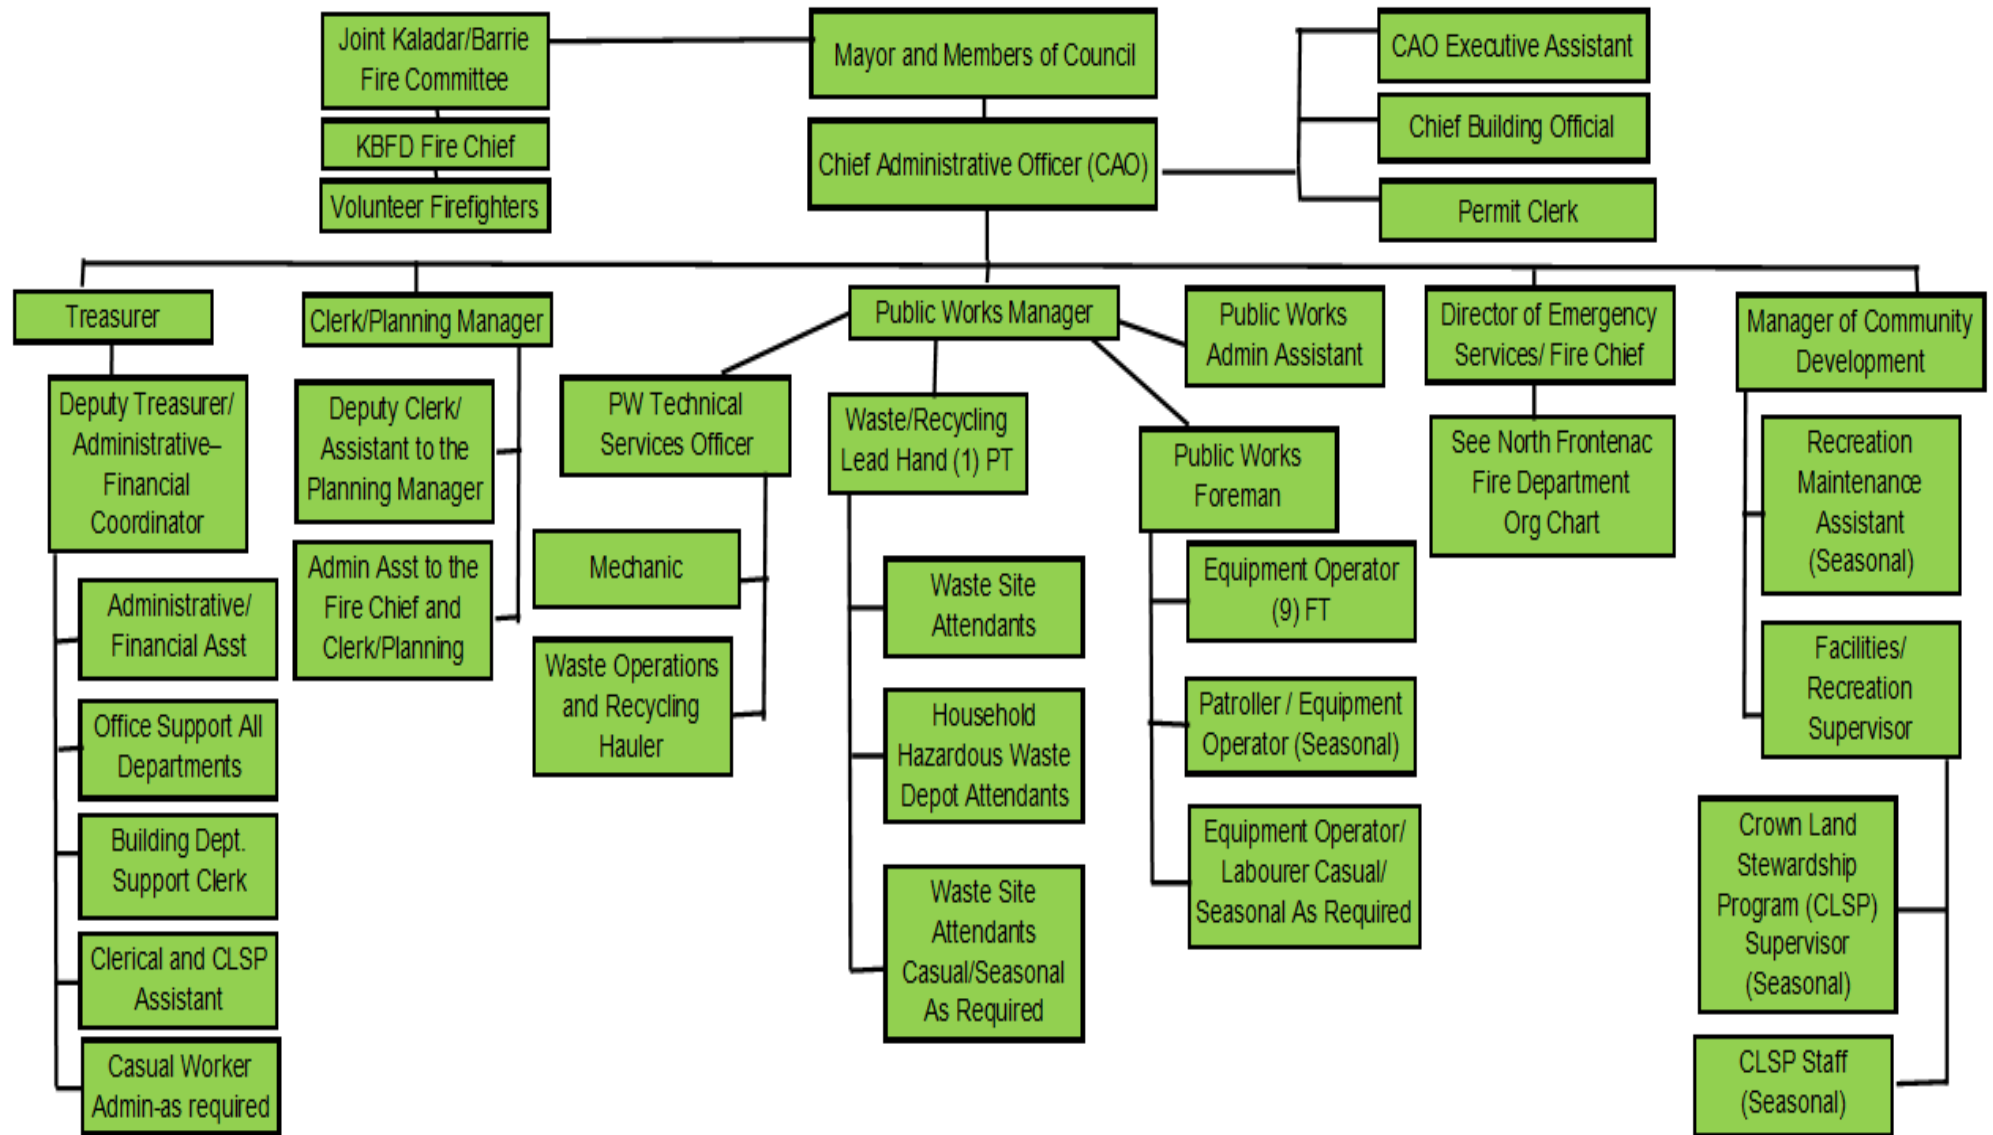 Joint Kaladar/Barrie
Fire Committee
KBFD Fire Chief
Volunteer Firefighters
Mayor and Members of Council
Chief Administrative Officer (CAO)
CAO Executive Assistant
Chief Building Official
Permit Clerk
Treasurer
Deputy Treasurer/
Administrative–
Financial
Coordinator
Administrative/
Financial Asst
Office Support All
Departments
Building Dept.
Support Clerk
Clerical and CLSP
Assistant
Casual Worker
Admin-as required
Clerk/Planning Manager
Deputy Clerk/
Assistant to the
Planning Manager
Admin Asst to the
Fire Chief and
Clerk/Planning
Public Works Manager
Public Works
Admin Assistant
PW Technical
Services Officer
Mechanic
Waste Operations
and Recycling
Hauler
Waste/Recycling
Lead Hand (1) PT
Waste Site
Attendants
Household
Hazardous Waste
Depot Attendants
Waste Site
Attendants
Casual/Seasonal
As Required
Public Works
Foreman
Equipment Operator
(9) FT
Patroller / Equipment
Operator (Seasonal)
Equipment Operator/
Labourer Casual/
Seasonal As Required
Director of Emergency
Services/ Fire Chief
See North Frontenac
Fire Department
Org Chart
Manager of Community
Development
Recreation
Maintenance
Assistant
(Seasonal)
Facilities/
Recreation
Supervisor
Crown Land
Stewardship
Program (CLSP)
Supervisor
(Seasonal)
CLSP Staff
(Seasonal)